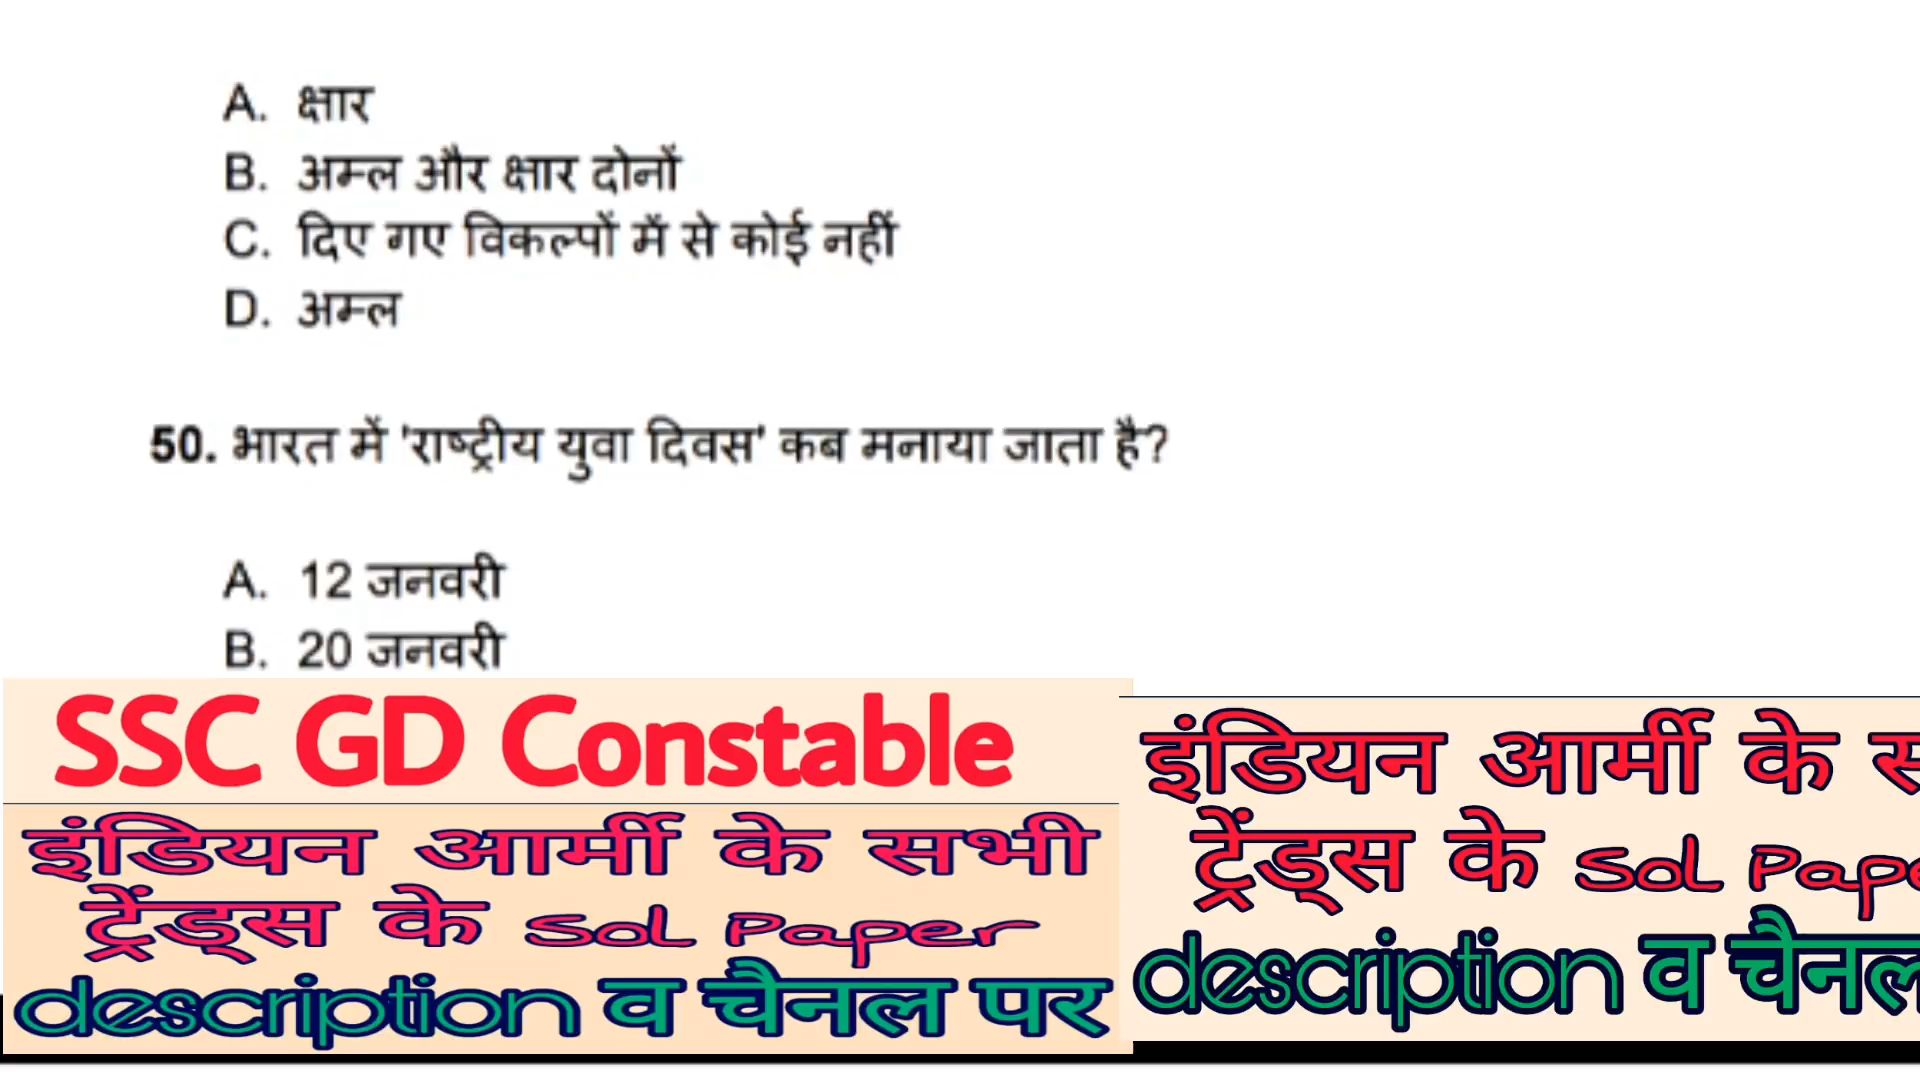 A. क्षार
B. अम्ल और क्षार दोनों
C. दिए गए विकल्पों में से कोई नहीं
D. अम्ल
50. भारत में 'राष्ट्रीय युवा दिवस' कब मनाया जाता है?
A. 12 जनवरी
B. 20 जनवरी
SSC GD Constable
इंडियन आर्मी के सभी
ट्रेंड्स के Sol Paper
description व चैनल पर
इंडियन आर्मी के स
ट्रेंड्स के Sol Pape
description व चैनल